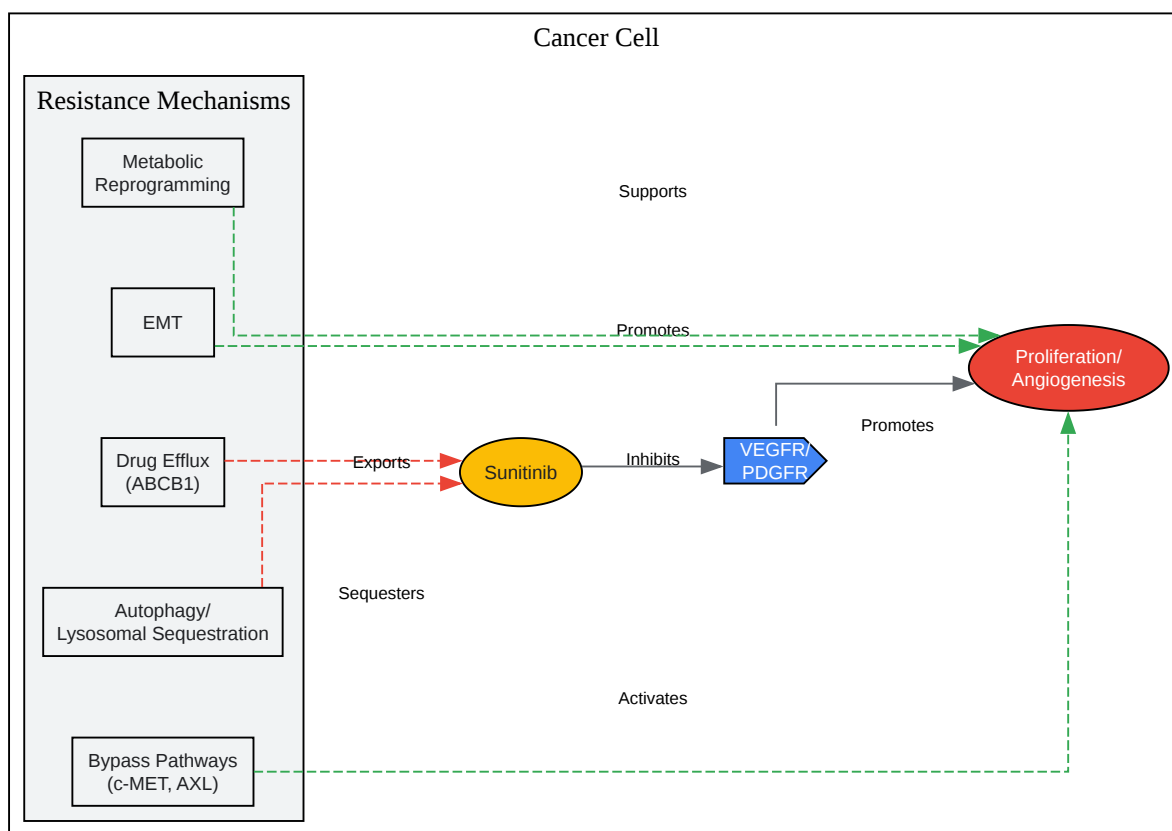 Cancer Cell
Resistance Mechanisms
Metabolic
Reprogramming
Supports
EMT
Promotes
Proliferation/
Angiogenesis
Promotes
Drug Efflux
(ABCB1)
Exports
Sunitinib
Inhibits
VEGFR/
PDGFR
Autophagy/
Lysosomal Sequestration
Sequesters
Activates
Bypass Pathways
(c-MET, AXL)